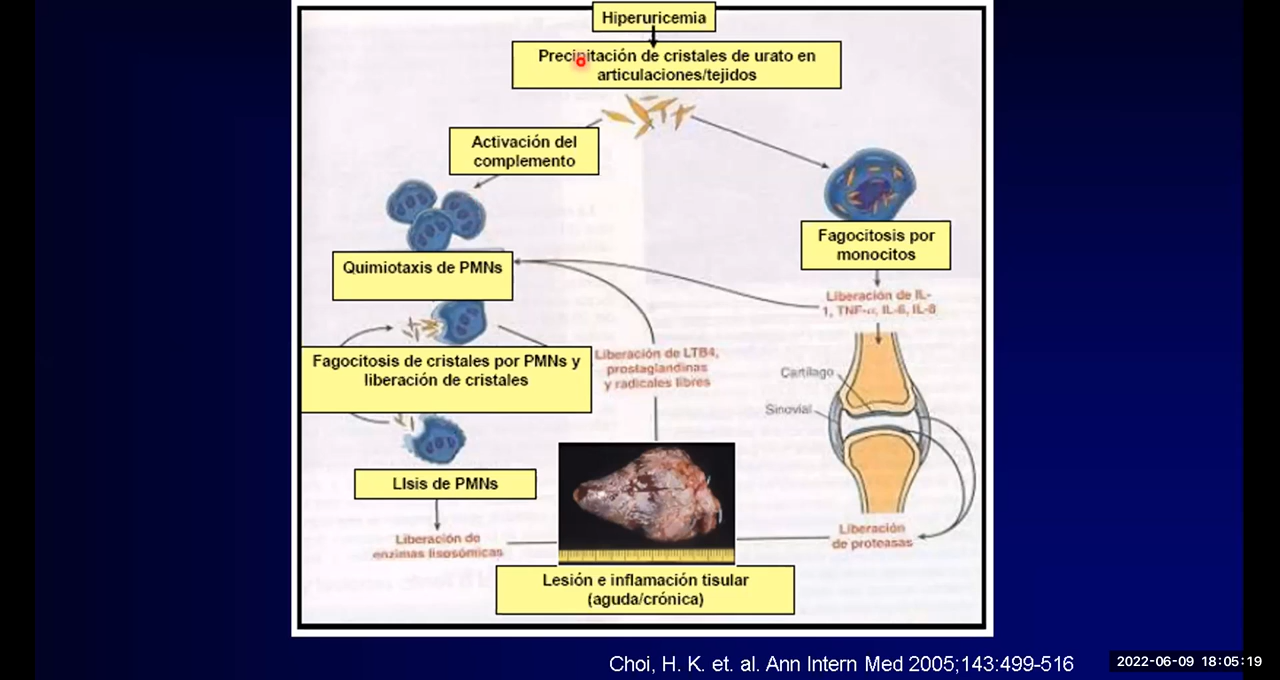 Hiperuricemia
Precipitación de cristales de urato en
articulaciones/tejidos
Activación del
complemento
Fagocitosis por
monocitos
Quimiotaxis de PMNs
Liberación de IL-
1, TNF-α, IL-6, IL-8
Fagocitosis de cristales por PMNs y
liberación de cristales
Liberación de LTB4,
prostaglandinas
y radicales libres
Cartílago
Sinovial
LIsis de PMNs
Liberación de
enzimas lisosómicas
Liberación
de proteasas
Lesión e inflamación tisular
(aguda/crónica)
Choi, H. K. et. al. Ann Intern Med 2005;143:499-516
2022-06-09 18:05:19